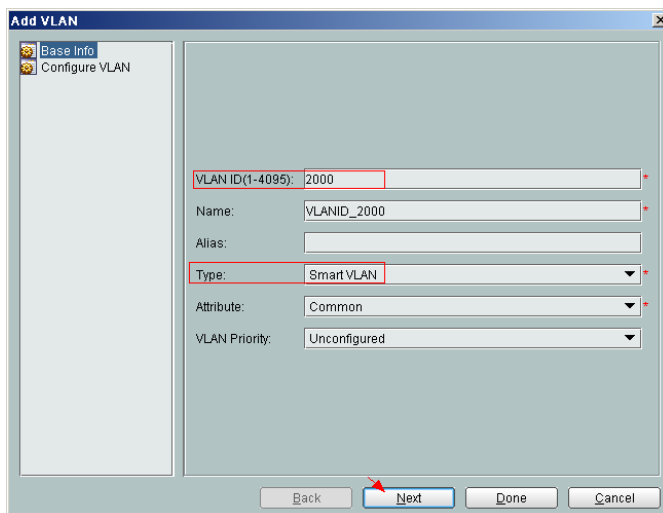 Add VLAN
Base Info
Configure VLAN
VLAN ID(1-4095): 2000 *
Name: VLANID_2000 *
Alias:
Type: Smart VLAN *
Attribute: Common *
VLAN Priority: Unconfigured
Back Next Done Cancel